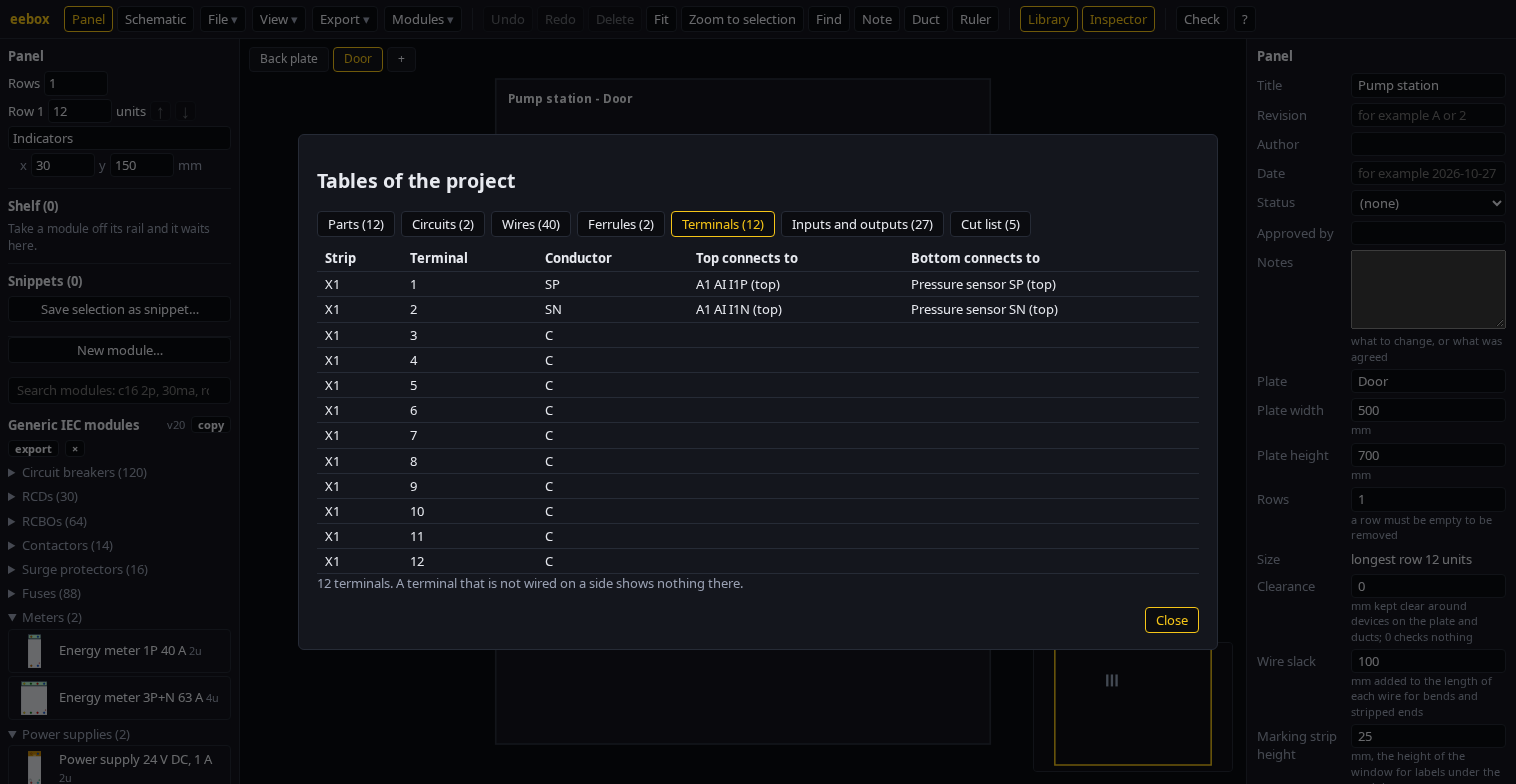 eebox Panel Schematic File ▾ View ▾ Export ▾ Modules ▾ Undo Redo Delete Fit Zoom to selection Find Note Duct Ruler Library Inspector Check ?
Panel
Rows 1
Row 1 12 units ↑ ↓
Indicators
x 30 y 150 mm
Shelf (0)
Take a module off its rail and it waits
here.
Snippets (0)
Save selection as snippet...
New module...
Search modules: c16 2p, 30ma, rc
Generic IEC modules v20 copy
export ×
Circuit breakers (120)
RCDs (30)
RCBOs (64)
Contactors (14)
Surge protectors (16)
Fuses (88)
Meters (2)
Energy meter 1P 40 A 2u
Energy meter 3P+N 63 A 4u
Power supplies (2)
Power supply 24 V DC, 1 A
2u
Back plate Door +
Pump station - Door
Tables of the project
Parts (12) Circuits (2) Wires (40) Ferrules (2) Terminals (12) Inputs and outputs (27) Cut list (5)
Strip Terminal Conductor Top connects to Bottom connects to
X1 1 SP A1 AI I1P (top) Pressure sensor SP (top)
X1 2 SN A1 AI I1N (top) Pressure sensor SN (top)
X1 3 C
X1 4 C
X1 5 C
X1 6 C
X1 7 C
X1 8 C
X1 9 C
X1 10 C
X1 11 C
X1 12 C
12 terminals. A terminal that is not wired on a side shows nothing there.
Close
Panel
Title Pump station
Revision for example A or 2
Author
Date for example 2026-10-27
Status (none)
Approved by
Notes
what to change, or what was
agreed
Plate Door
Plate width 500
mm
Plate height 700
mm
Rows 1
a row must be empty to be
removed
Size longest row 12 units
Clearance 0
mm kept clear around
devices on the plate and
ducts; 0 checks nothing
Wire slack 100
mm added to the length of
each wire for bends and
stripped ends
Marking strip
height 25
mm, the height of the
window for labels under the